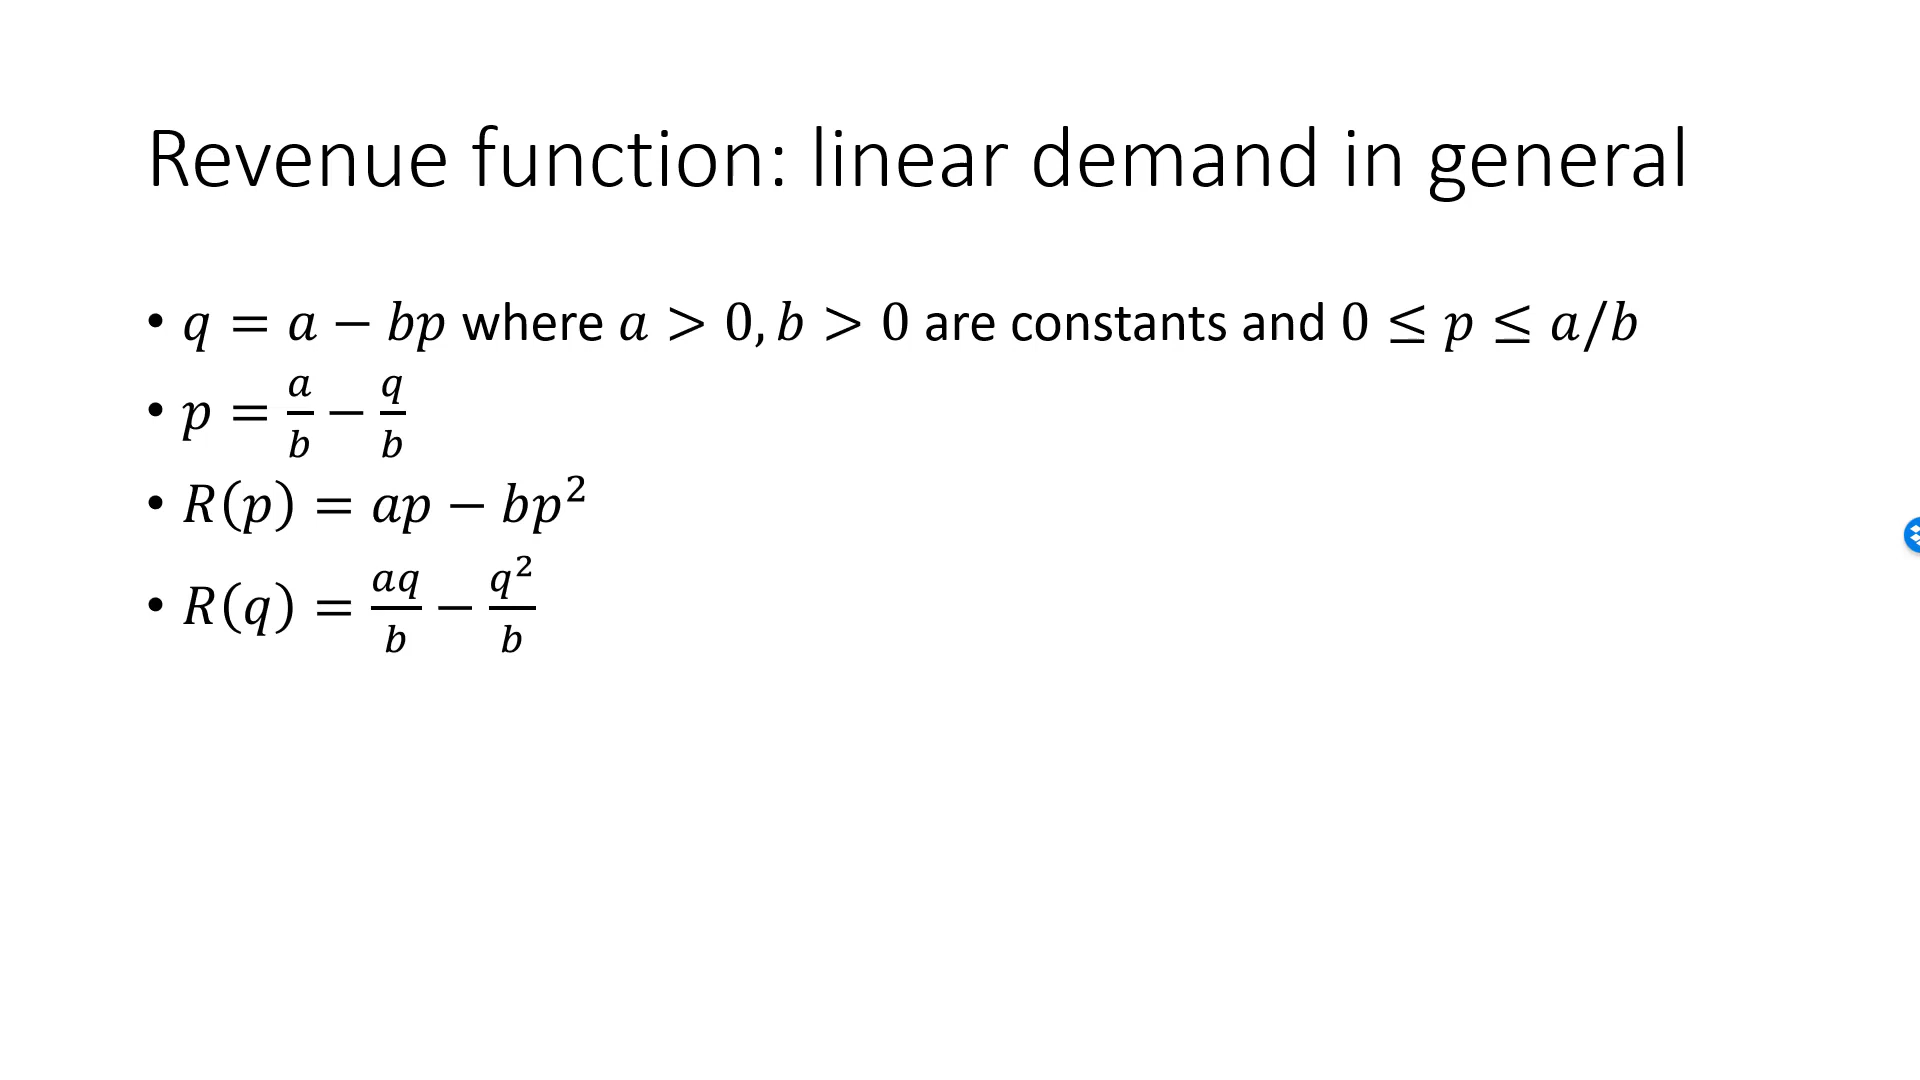 Revenue function: linear demand in general
• q = a − bp where a > 0, b > 0 are constants and 0 ≤ p ≤ a/b
• p = a/b − q/b
• R(p) = ap − bp²
• R(q) = aq/b − q²/b